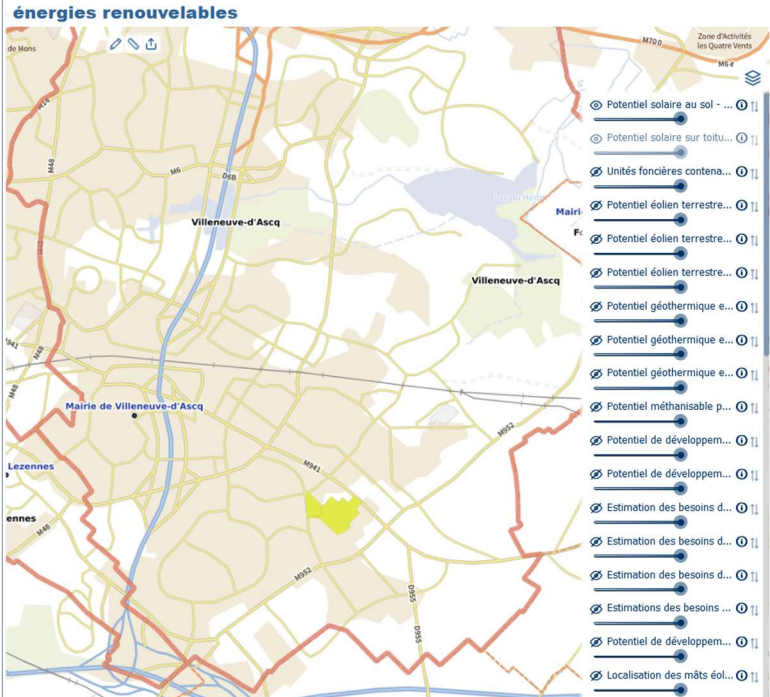 énergies renouvelables
de Mons
M700
Zone d'Activités
les Quatre Vents
M64
M48
M6
D6B
Villeneuve-d'Ascq
Mairi
Villeneuve-d'Ascq
M941
M48
M48
Mairie de Villeneuve-d'Ascq
M952
Lezennes
M941
ennes
M48
M952
D955
D955
Potentiel solaire au sol - ...
Potentiel solaire sur toitu...
Unités foncières contena...
Potentiel éolien terrestre...
Potentiel éolien terrestre...
Potentiel éolien terrestre...
Potentiel géothermique e...
Potentiel géothermique e...
Potentiel géothermique e...
Potentiel méthanisable p...
Potentiel de développem...
Potentiel de développem...
Estimation des besoins d...
Estimation des besoins d...
Estimation des besoins d...
Estimations des besoins ...
Potentiel de développem...
Localisation des mâts éol...